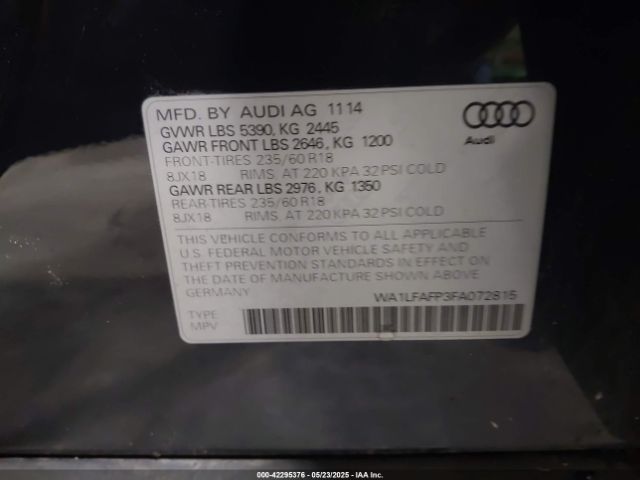 MFD. BY AUDI AG 11 14
GVWR LBS 5390, KG 2445
GAWR FRONT LBS 2646, KG 1200
FRONT-TIRES 235/60 R18
8JX18 RIMS, AT 220 KPA 32 PSI COLD
GAWR REAR LBS 2976, KG 1350
REAR-TIRES 235/60 R18
8JX18 RIMS, AT 220 KPA 32 PSI COLD
Audi
THIS VEHICLE CONFORMS TO ALL APPLICABLE
U.S. FEDERAL MOTOR VEHICLE SAFETY AND
THEFT PREVENTION STANDARDS IN EFFECT ON
THE DATE OF MANUFACTURE SHOWN ABOVE
GERMANY
WA1LFAFP3FA072815
TYPE
MPV
000-42295376 - 05/23/2025 - IAA Inc.